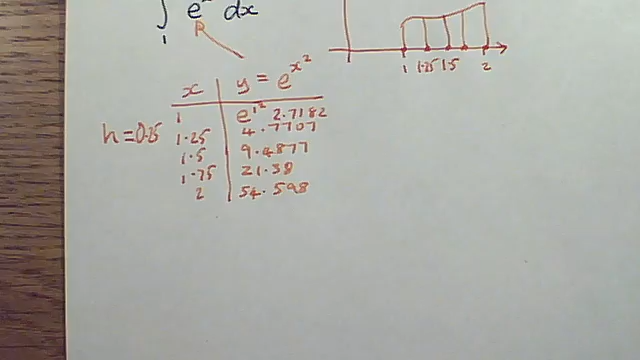 ∫ e^x dx
1
1 1.25 1.5 2
x | y = e^x²
1 | e^1² 2.7182
h=0.25
1.25 | 4.7707
1.5 | 9.4877
1.75 | 21.38
2 | 54.598